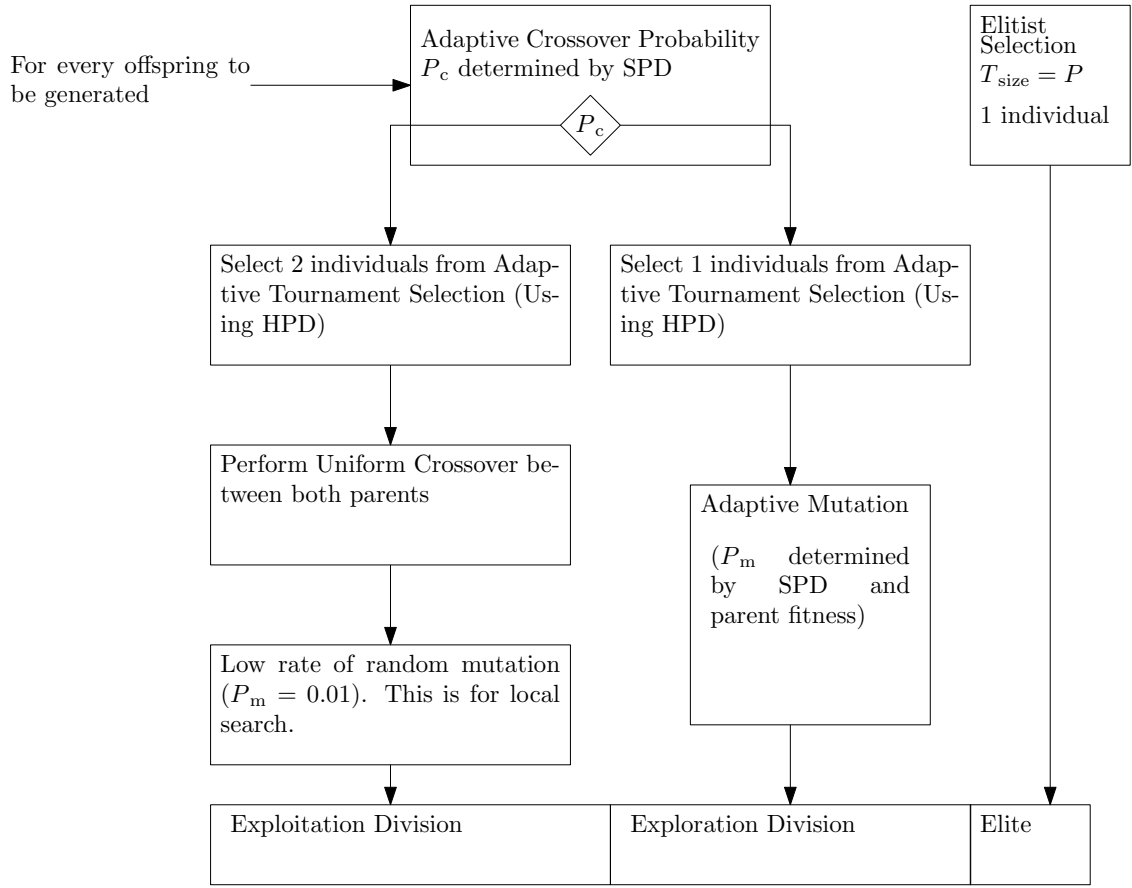 For every offspring to
be generated
Adaptive Crossover Probability
P_c determined by SPD
P_c
Elitist
Selection
T_size = P
1 individual
Select 2 individuals from Adap-
tive Tournament Selection (Us-
ing HPD)
Select 1 individuals from Adap-
tive Tournament Selection (Us-
ing HPD)
Perform Uniform Crossover be-
tween both parents
Adaptive Mutation
(P_m determined
by SPD and
parent fitness)
Low rate of random mutation
(P_m = 0.01). This is for local
search.
Exploitation Division
Exploration Division
Elite